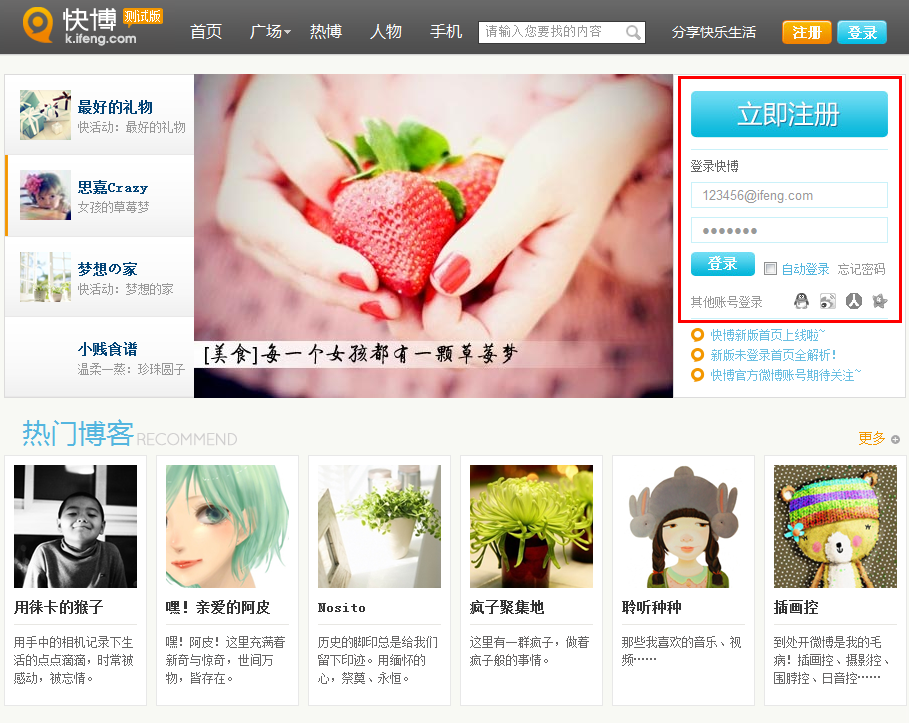 快博 测试版
k.ifeng.com
首页 广场 热博 人物 手机 请输入您要找的内容 分享快乐生活 注册 登录
最好的礼物
快活动：最好的礼物
思嘉Crazy
女孩的草莓梦
梦想の家
快活动：梦想的家
小贱食谱
温柔一蒸：珍珠圆子
[美食]每一个女孩都有一颗草莓梦
立即注册
登录快博
123456@ifeng.com
•••••••
登录 自动登录 忘记密码
其他账号登录
快博新版首页上线啦~
新版未登录首页全解析！
快博官方微博账号期待关注~
热门博客 RECOMMEND
更多
用徕卡的猴子
用手中的相机记录下生
活的点点滴滴，时常被
感动，被忘情。
嘿！亲爱的阿皮
嘿！阿皮！这里充满着
新奇与惊奇，世间万
物，皆存在。
Nosito
历史的脚印总是给我们
留下印迹。用缅怀的
心，祭莫、永恒。
疯子聚集地
这里有一群疯子，做着
疯子般的事情。
聆听种种
那些我喜欢的音乐、视
频……
插画控
到处开微博是我的毛
病！插画控、摄影控、
围脖控、日音控……